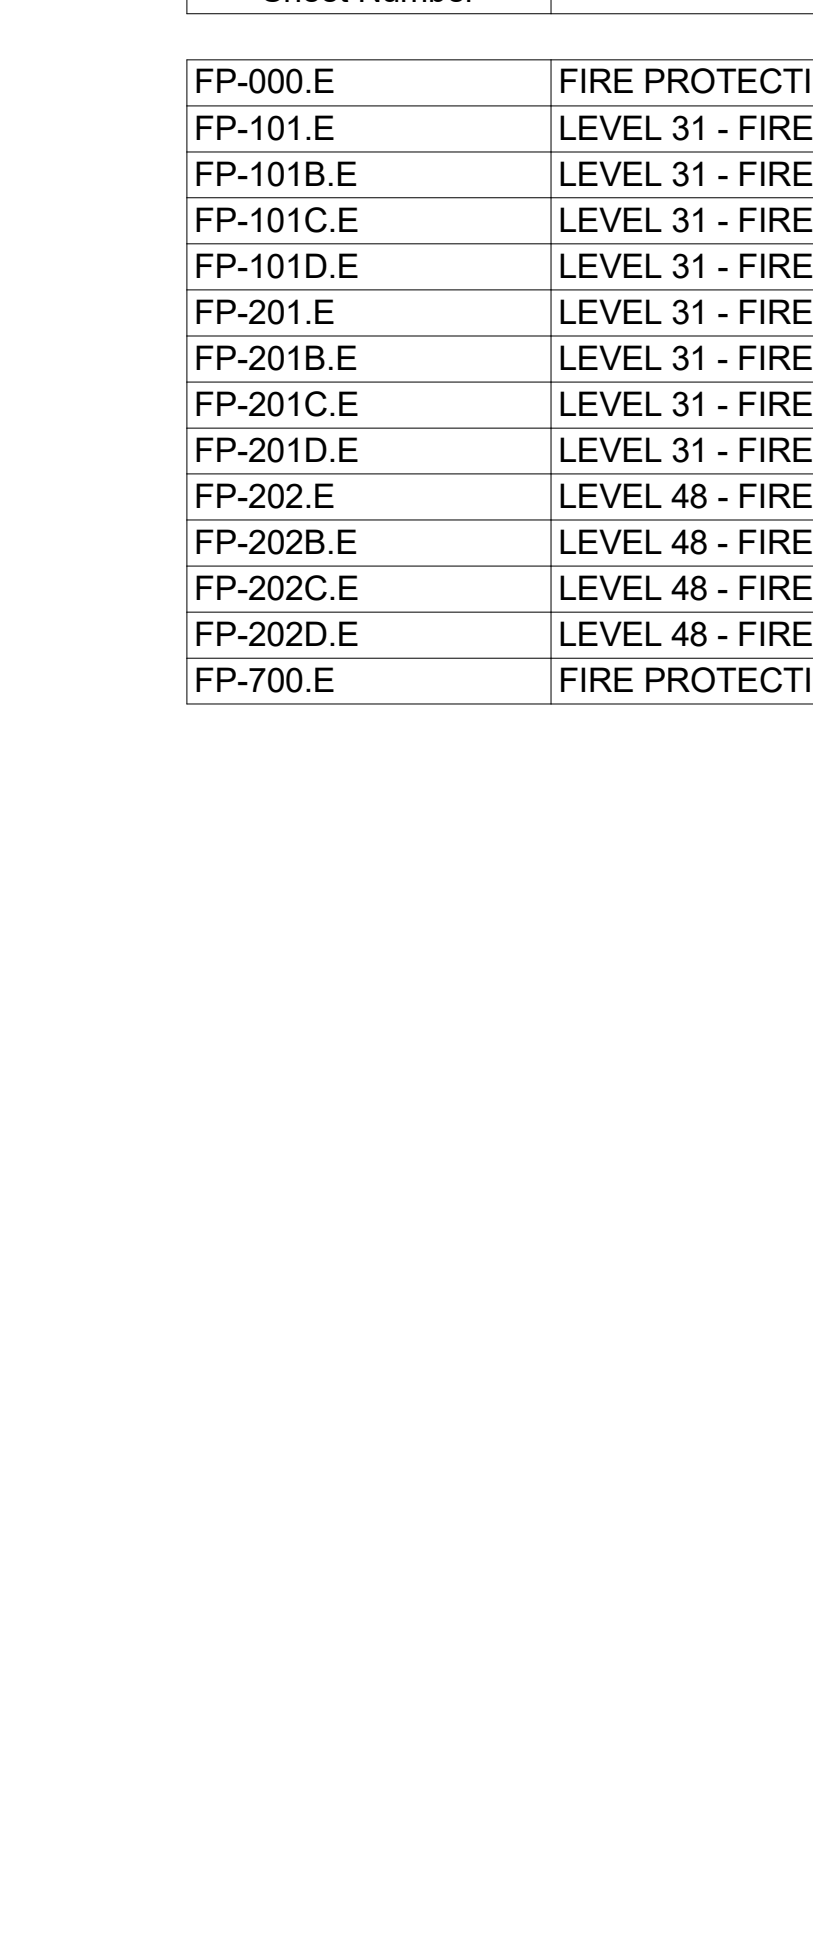 Sheet Number
FP-000.E FIRE PROTECTI
FP-101.E LEVEL 31 - FIRE
FP-101B.E LEVEL 31 - FIRE
FP-101C.E LEVEL 31 - FIRE
FP-101D.E LEVEL 31 - FIRE
FP-201.E LEVEL 31 - FIRE
FP-201B.E LEVEL 31 - FIRE
FP-201C.E LEVEL 31 - FIRE
FP-201D.E LEVEL 31 - FIRE
FP-202.E LEVEL 48 - FIRE
FP-202B.E LEVEL 48 - FIRE
FP-202C.E LEVEL 48 - FIRE
FP-202D.E LEVEL 48 - FIRE
FP-700.E FIRE PROTECTI